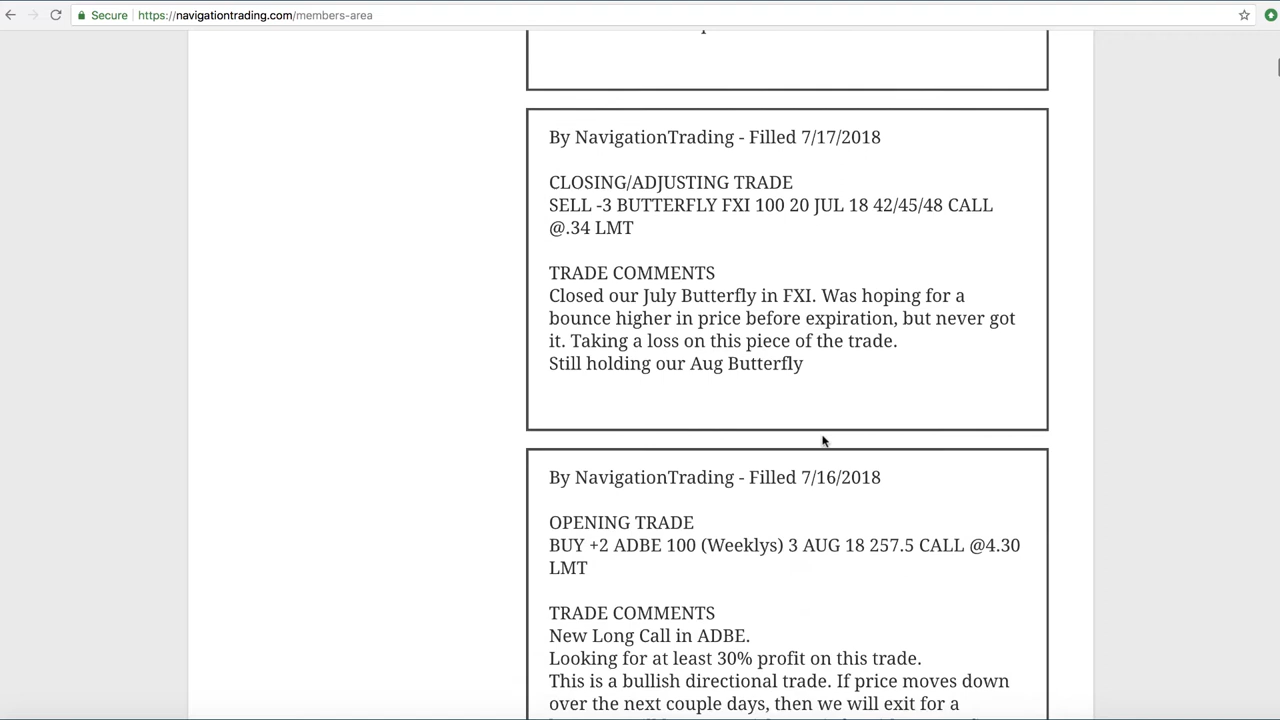 Secure https://navigationtrading.com/members-area
By NavigationTrading - Filled 7/17/2018
CLOSING/ADJUSTING TRADE
SELL -3 BUTTERFLY FXI 100 20 JUL 18 42/45/48 CALL
@.34 LMT
TRADE COMMENTS
Closed our July Butterfly in FXI. Was hoping for a
bounce higher in price before expiration, but never got
it. Taking a loss on this piece of the trade.
Still holding our Aug Butterfly
By NavigationTrading - Filled 7/16/2018
OPENING TRADE
BUY +2 ADBE 100 (Weeklys) 3 AUG 18 257.5 CALL @4.30
LMT
TRADE COMMENTS
New Long Call in ADBE.
Looking for at least 30% profit on this trade.
This is a bullish directional trade. If price moves down
over the next couple days, then we will exit for a